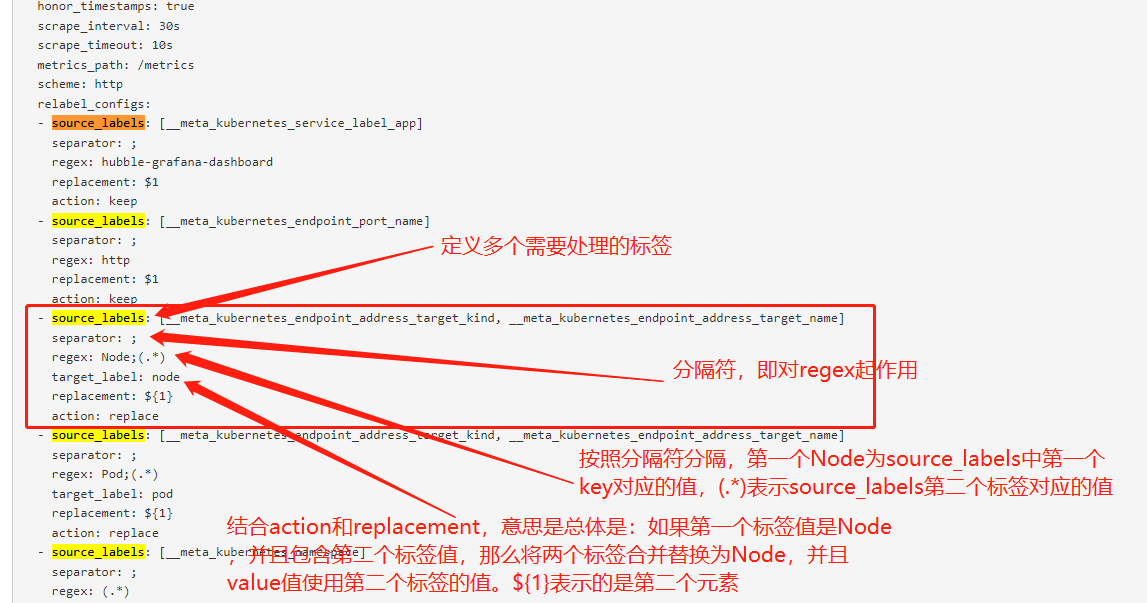 honor_timestamps: true
scrape_interval: 30s
scrape_timeout: 10s
metrics_path: /metrics
scheme: http
relabel_configs:
- source_labels: [__meta_kubernetes_service_label_app]
separator: ;
regex: hubble-grafana-dashboard
replacement: $1
action: keep
- source_labels: [__meta_kubernetes_endpoint_port_name]
separator: ;
regex: http
replacement: $1
action: keep
定义多个需要处理的标签
- source_labels: [__meta_kubernetes_endpoint_address_target_kind, __meta_kubernetes_endpoint_address_target_name]
separator: ;
regex: Node;(.*)
target_label: node
replacement: ${1}
action: replace
分隔符，即对regex起作用
- source_labels: [__meta_kubernetes_endpoint_address_target_kind, __meta_kubernetes_endpoint_address_target_name]
separator: ;
regex: Pod;(.*)
target_label: pod
replacement: ${1}
action: replace
按照分隔符分隔，第一个Node为source_labels中第一个
key对应的值，(.*)表示source_labels第二个标签对应的值
结合action和replacement，意思是总体是：如果第一个标签值是Node
，并且包含第二个标签值，那么将两个标签合并替换为Node，并且
value值使用第二个标签的值。${1}表示的是第二个元素
- source_labels: [__meta_kubernetes_namespace]
separator: ;
regex: (.*)